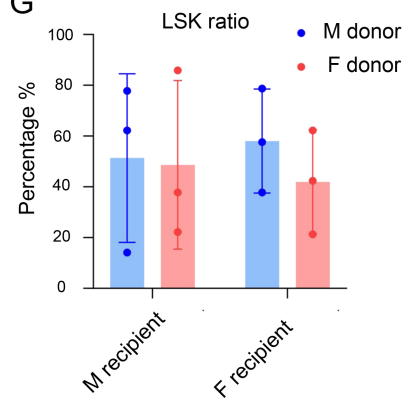 G
LSK ratio
M donor
F donor
Percentage %
100
80
60
40
20
0
M recipient
F recipient